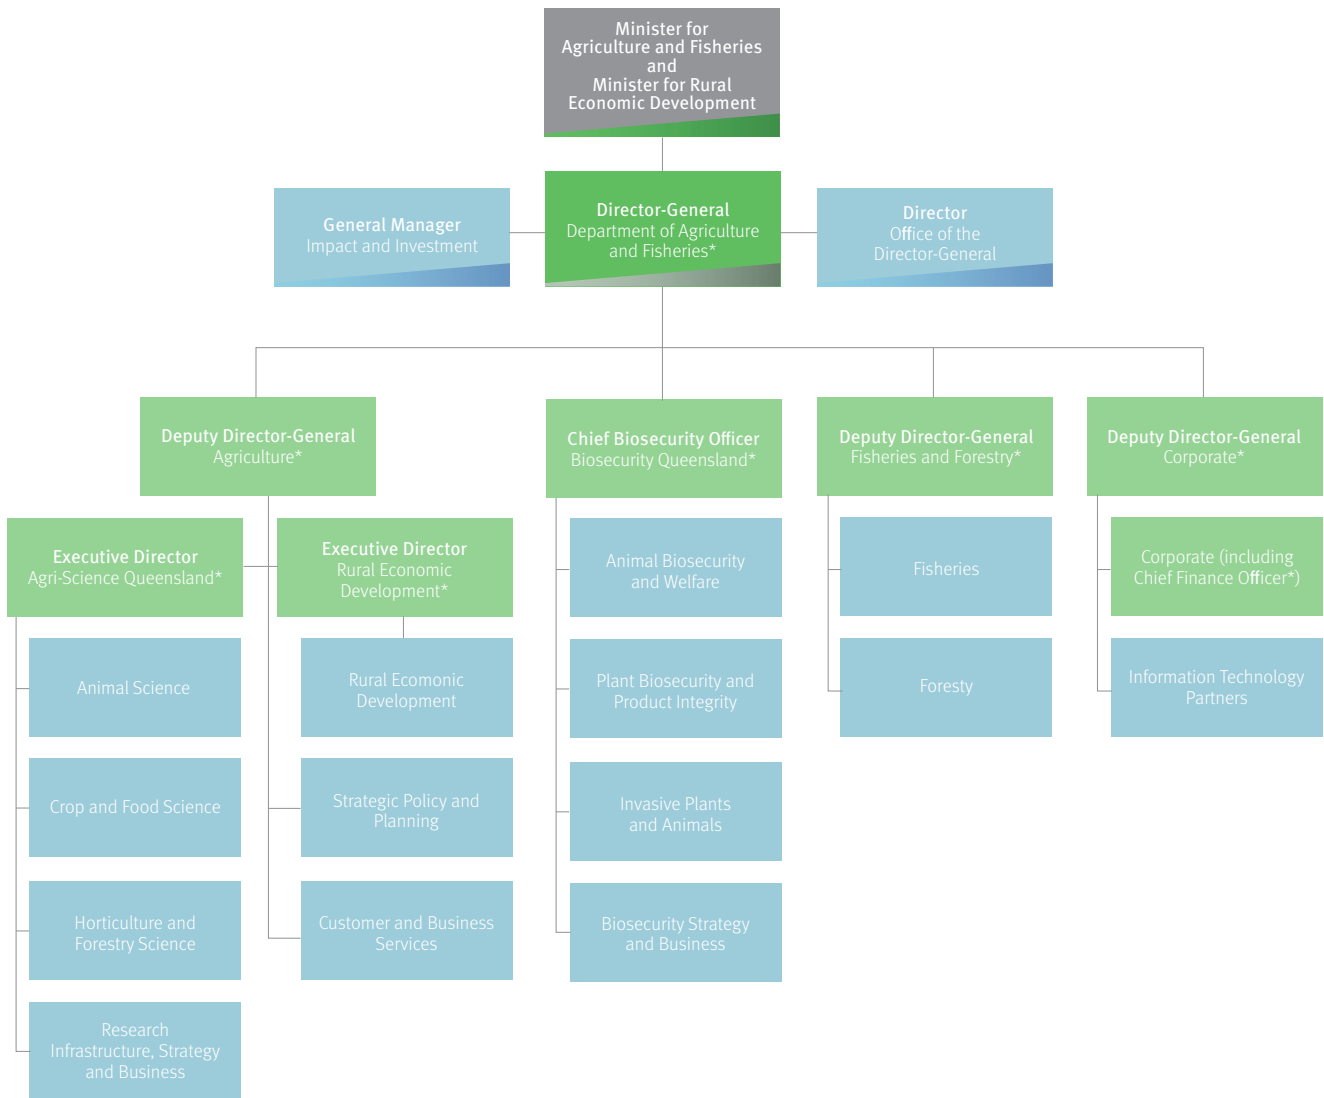 Minister for
Agriculture and Fisheries
and
Minister for Rural
Economic Development
General Manager
Impact and Investment
Director-General
Department of Agriculture
and Fisheries*
Director
Office of the
Director-General
Deputy Director-General
Agriculture*
Chief Biosecurity Officer
Biosecurity Queensland*
Deputy Director-General
Fisheries and Forestry*
Deputy Director-General
Corporate*
Executive Director
Agri-Science Queensland*
Executive Director
Rural Economic
Development*
Animal Biosecurity
and Welfare
Fisheries
Corporate (including
Chief Finance Officer*)
Animal Science
Rural Ecomonic
Development
Plant Biosecurity and
Product Integrity
Foresty
Information Technology
Partners
Crop and Food Science
Strategic Policy and
Planning
Invasive Plants
and Animals
Horticulture and
Forestry Science
Customer and Business
Services
Biosecurity Strategy
and Business
Research
Infrastructure, Strategy
and Business